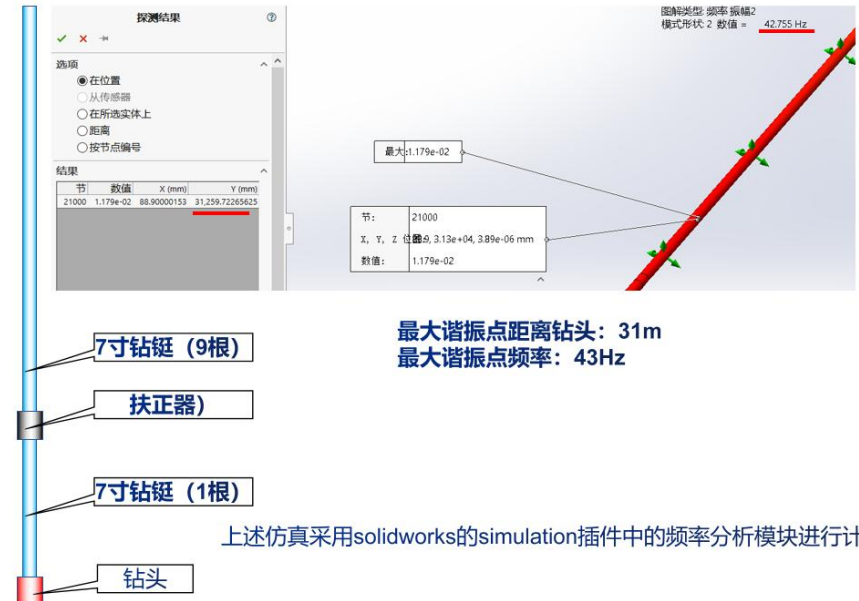 探测结果
选项
在位置
从传感器
在所选实体上
距离
按节点编号
结果
节 数值 X (mm) Y (mm)
21000 1.179e-02 88.90000153 31,259.72265625
图解类型: 频率 振幅2
模式形状: 2 数值 = 42.755 Hz
最大:1.179e-02
节: 21000
X, Y, Z 位置: 88.9, 3.13e+04, 3.89e-06 mm
数值: 1.179e-02
最大谐振点距离钻头：31m
最大谐振点频率：43Hz
7寸钻铤（9根）
扶正器）
7寸钻铤（1根）
钻头
上述仿真采用solidworks的simulation插件中的频率分析模块进行计